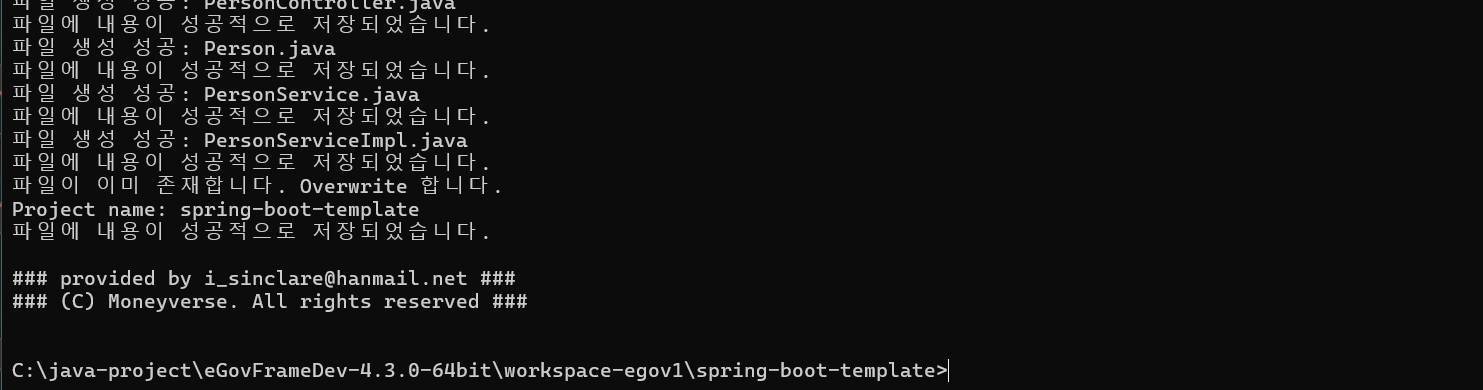 파일 생성 성공: PersonController.java
파일에 내용이 성공적으로 저장되었습니다.
파일 생성 성공: Person.java
파일에 내용이 성공적으로 저장되었습니다.
파일 생성 성공: PersonService.java
파일에 내용이 성공적으로 저장되었습니다.
파일 생성 성공: PersonServiceImpl.java
파일에 내용이 성공적으로 저장되었습니다.
파일이 이미 존재합니다. Overwrite 합니다.
Project name: spring-boot-template
파일에 내용이 성공적으로 저장되었습니다.
### provided by i_sinclare@hanmail.net ###
### (C) Moneyverse. All rights reserved ###
C:\java-project\eGovFrameDev-4.3.0-64bit\workspace-egov1\spring-boot-template>